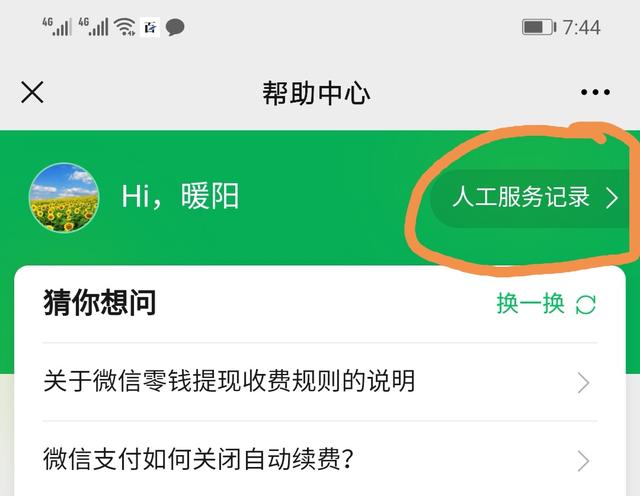 4G 4G 7:44
帮助中心
Hi，暖阳
人工服务记录
猜你想问
换一换
关于微信零钱提现收费规则的说明
微信支付如何关闭自动续费？